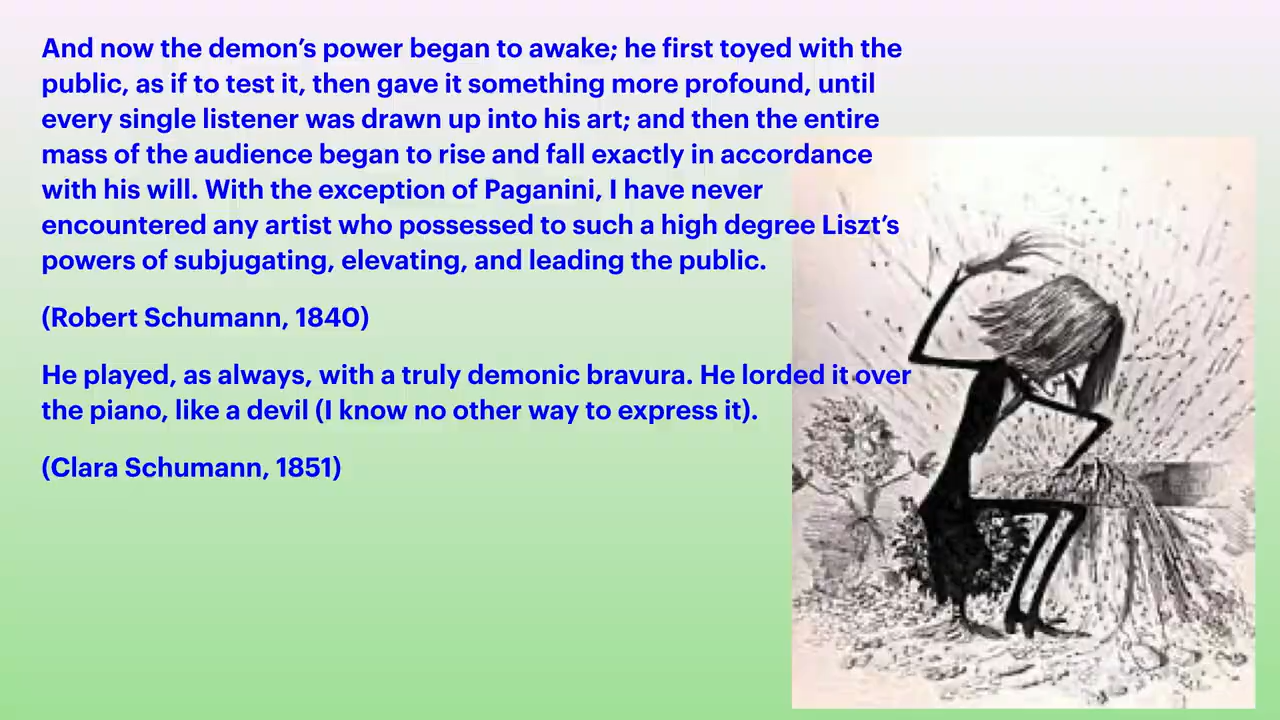 And now the demon’s power began to awake; he first toyed with the
public, as if to test it, then gave it something more profound, until
every single listener was drawn up into his art; and then the entire
mass of the audience began to rise and fall exactly in accordance
with his will. With the exception of Paganini, I have never
encountered any artist who possessed to such a high degree Liszt’s
powers of subjugating, elevating, and leading the public.
(Robert Schumann, 1840)
He played, as always, with a truly demonic bravura. He lorded it over
the piano, like a devil (I know no other way to express it).
(Clara Schumann, 1851)